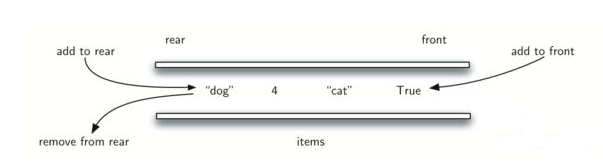 rear
front
add to rear
add to front
“dog” 4 “cat” True
remove from rear
items